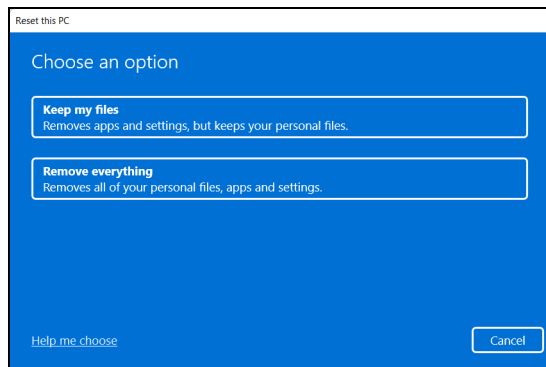 Reset this PC
Choose an option
Keep my files
Removes apps and settings, but keeps your personal files.
Remove everything
Removes all of your personal files, apps and settings.
Help me choose
Cancel